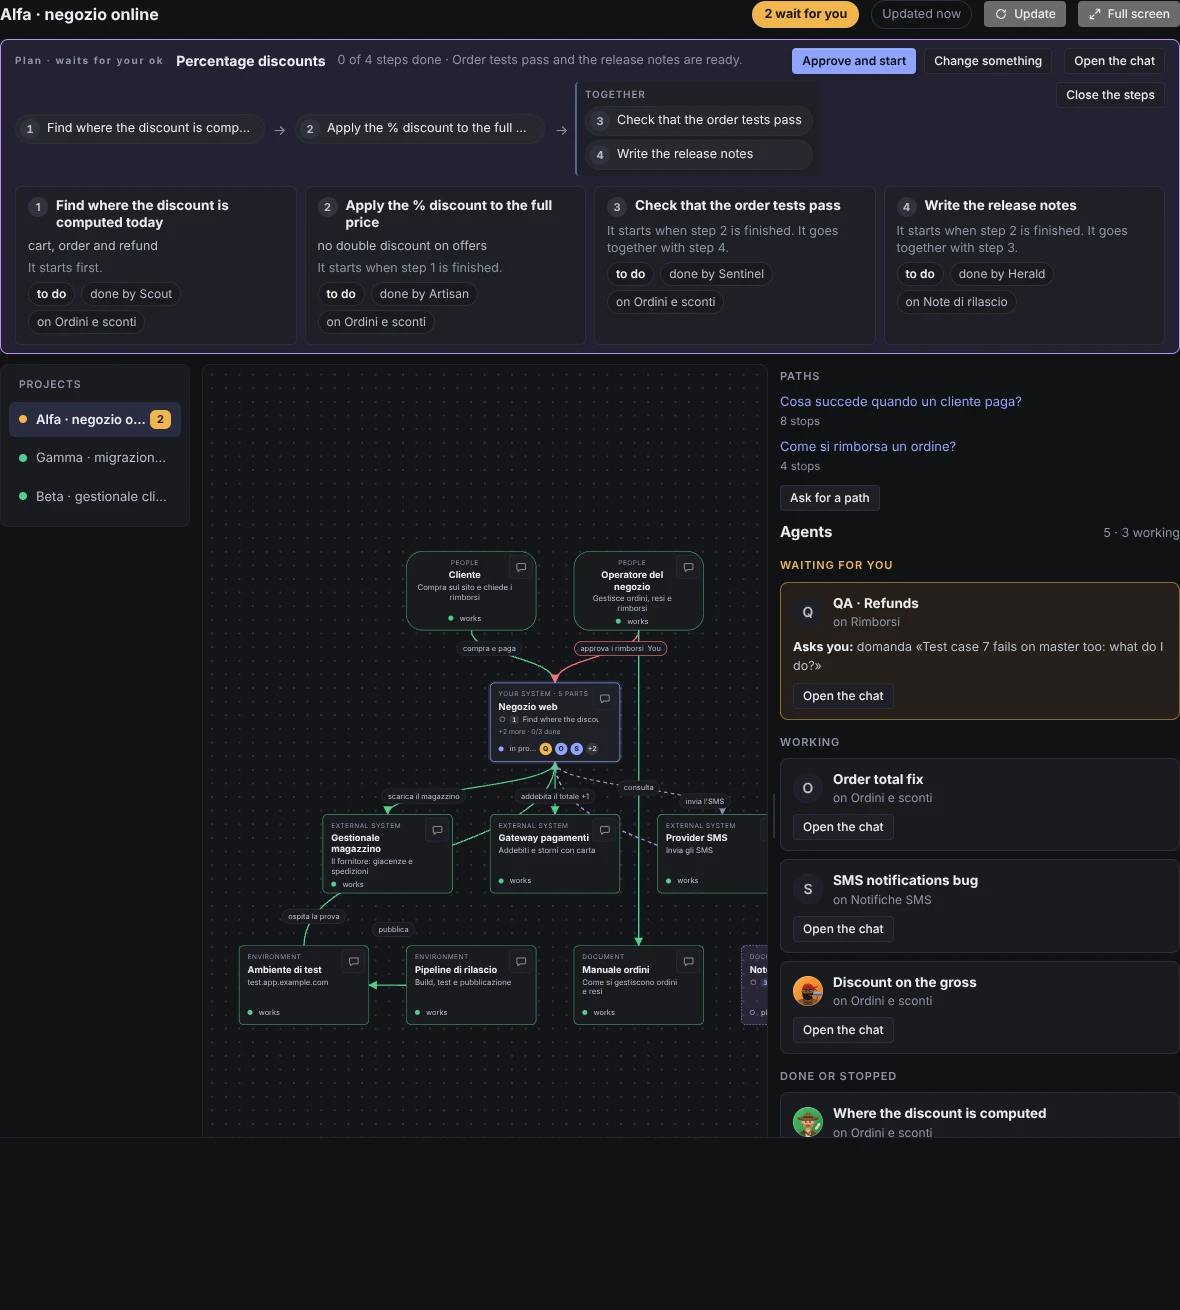 Alfa · negozio online
2 wait for you
Updated now
Update
Full screen
Plan · waits for your ok
Percentage discounts
0 of 4 steps done · Order tests pass and the release notes are ready.
Approve and start
Change something
Open the chat
Close the steps
1 Find where the discount is comp...
→
2 Apply the % discount to the full ...
→
TOGETHER
3 Check that the order tests pass
4 Write the release notes
1 Find where the discount is
computed today
cart, order and refund
It starts first.
to do
done by Scout
on Ordini e sconti
2 Apply the % discount to the full
price
no double discount on offers
It starts when step 1 is finished.
to do
done by Artisan
on Ordini e sconti
3 Check that the order tests pass
It starts when step 2 is finished. It goes
together with step 4.
to do
done by Sentinel
on Ordini e sconti
4 Write the release notes
It starts when step 2 is finished. It goes
together with step 3.
to do
done by Herald
on Note di rilascio
PROJECTS
Alfa · negozio o... 2
Gamma · migrazion...
Beta · gestionale cli...
PEOPLE
Cliente
Compra sul sito e chiede i
rimborsi
works
PEOPLE
Operatore del
negozio
Gestisce ordini, resi e
rimborsi
works
compra e paga
approva i rimborsi You
YOUR SYSTEM · 5 PARTS
Negozio web
1 Find where the discou
+2 more · 0/3 done
in pro... Q O S +2
scarica il magazzino
addebita il totale +1
consulta
invia l'SMS
EXTERNAL SYSTEM
Gestionale
magazzino
Il fornitore: giacenze e
spedizioni
works
EXTERNAL SYSTEM
Gateway pagamenti
Addebiti e storni con carta
works
EXTERNAL SYSTEM
Provider SMS
Invia gli SMS
works
ospita la prova
pubblica
ENVIRONMENT
Ambiente di test
test.app.example.com
works
ENVIRONMENT
Pipeline di rilascio
Build, test e pubblicazione
works
DOCUMENT
Manuale ordini
Come si gestiscono ordini
e resi
works
DOCU
Note
3
pl
PATHS
Cosa succede quando un cliente paga?
8 stops
Come si rimborsa un ordine?
4 stops
Ask for a path
Agents
5 · 3 working
WAITING FOR YOU
Q
QA · Refunds
on Rimborsi
Asks you: domanda «Test case 7 fails on master too: what do I
do?»
Open the chat
WORKING
O
Order total fix
on Ordini e sconti
Open the chat
S
SMS notifications bug
on Notifiche SMS
Open the chat
Discount on the gross
on Ordini e sconti
Open the chat
DONE OR STOPPED
Where the discount is computed
on Ordini e sconti